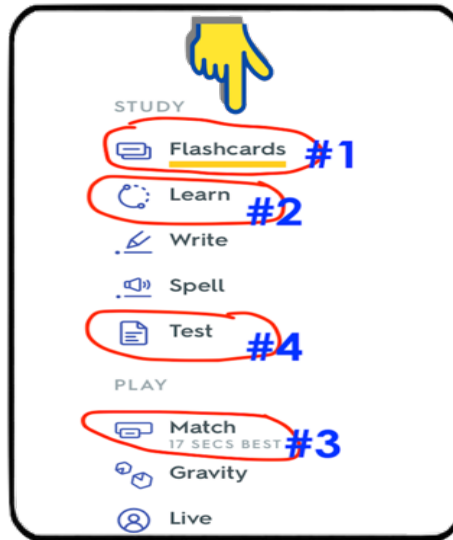 STUDY
Flashcards #1
Learn #2
Write
Spell
Test #4
PLAY
Match #3
17 SECS BEST
Gravity
Live